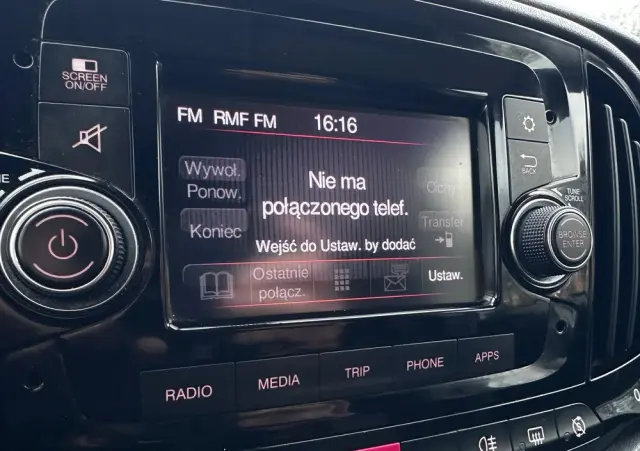 SCREEN
ON/OFF
FM RMF FM 16:16
Wywoł.
Ponow.
Nie ma
połączonego telef.
Koniec
Transfer
Wejść do Ustaw. by dodać
Ostatnie
połącz.
Ustaw.
BACK
TUNE
SCROLL
BROWSE
ENTER
RADIO
MEDIA
TRIP
PHONE
APPS